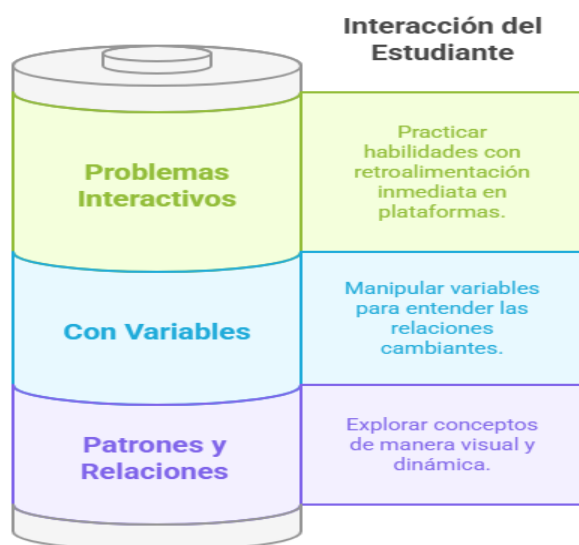 Interacción del
Estudiante
Problemas
Interactivos
Practicar
habilidades con
retroalimentación
inmediata en
plataformas.
Con Variables
Manipular variables
para entender las
relaciones
cambiantes.
Patrones y
Relaciones
Explorar conceptos
de manera visual y
dinámica.